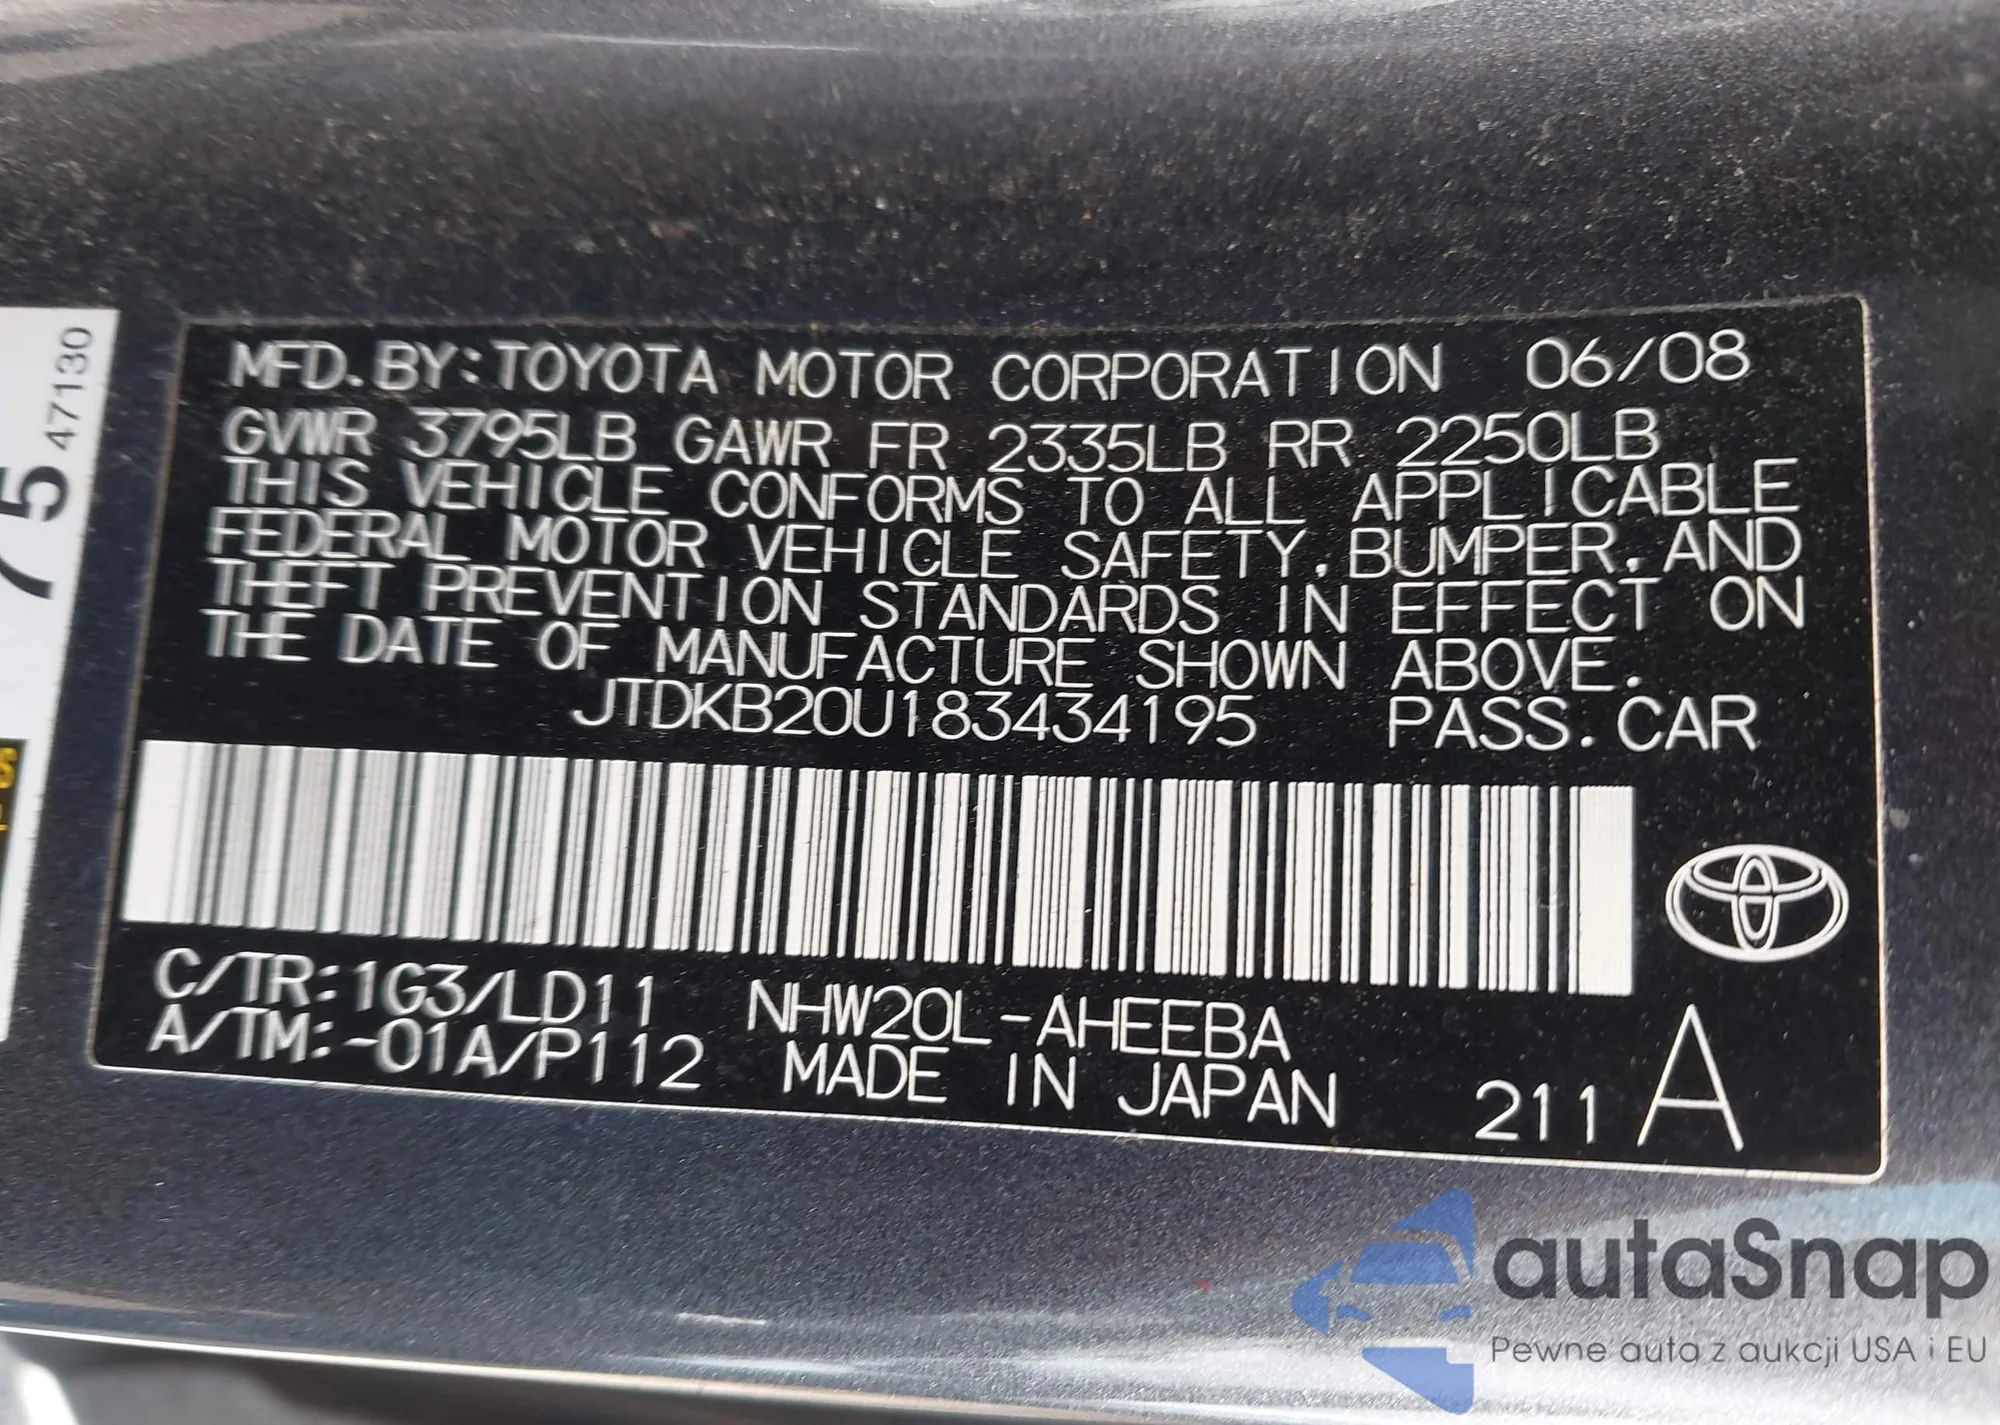 MFD.BY:TOYOTA MOTOR CORPORATION 06/08
GVWR 3795LB GAWR FR 2335LB RR 2250LB
THIS VEHICLE CONFORMS TO ALL APPLICABLE
FEDERAL MOTOR VEHICLE SAFETY,BUMPER,AND
THEFT PREVENTION STANDARDS IN EFFECT ON
THE DATE OF MANUFACTURE SHOWN ABOVE.
JTDKB20U183434195 PASS.CAR
C/TR:1G3/LD11 NHW20L-AHEEBA
A/TM:-01A/P112 MADE IN JAPAN 211 A
75 47130
autaSnap
Pewne auta z aukcji USA i EU